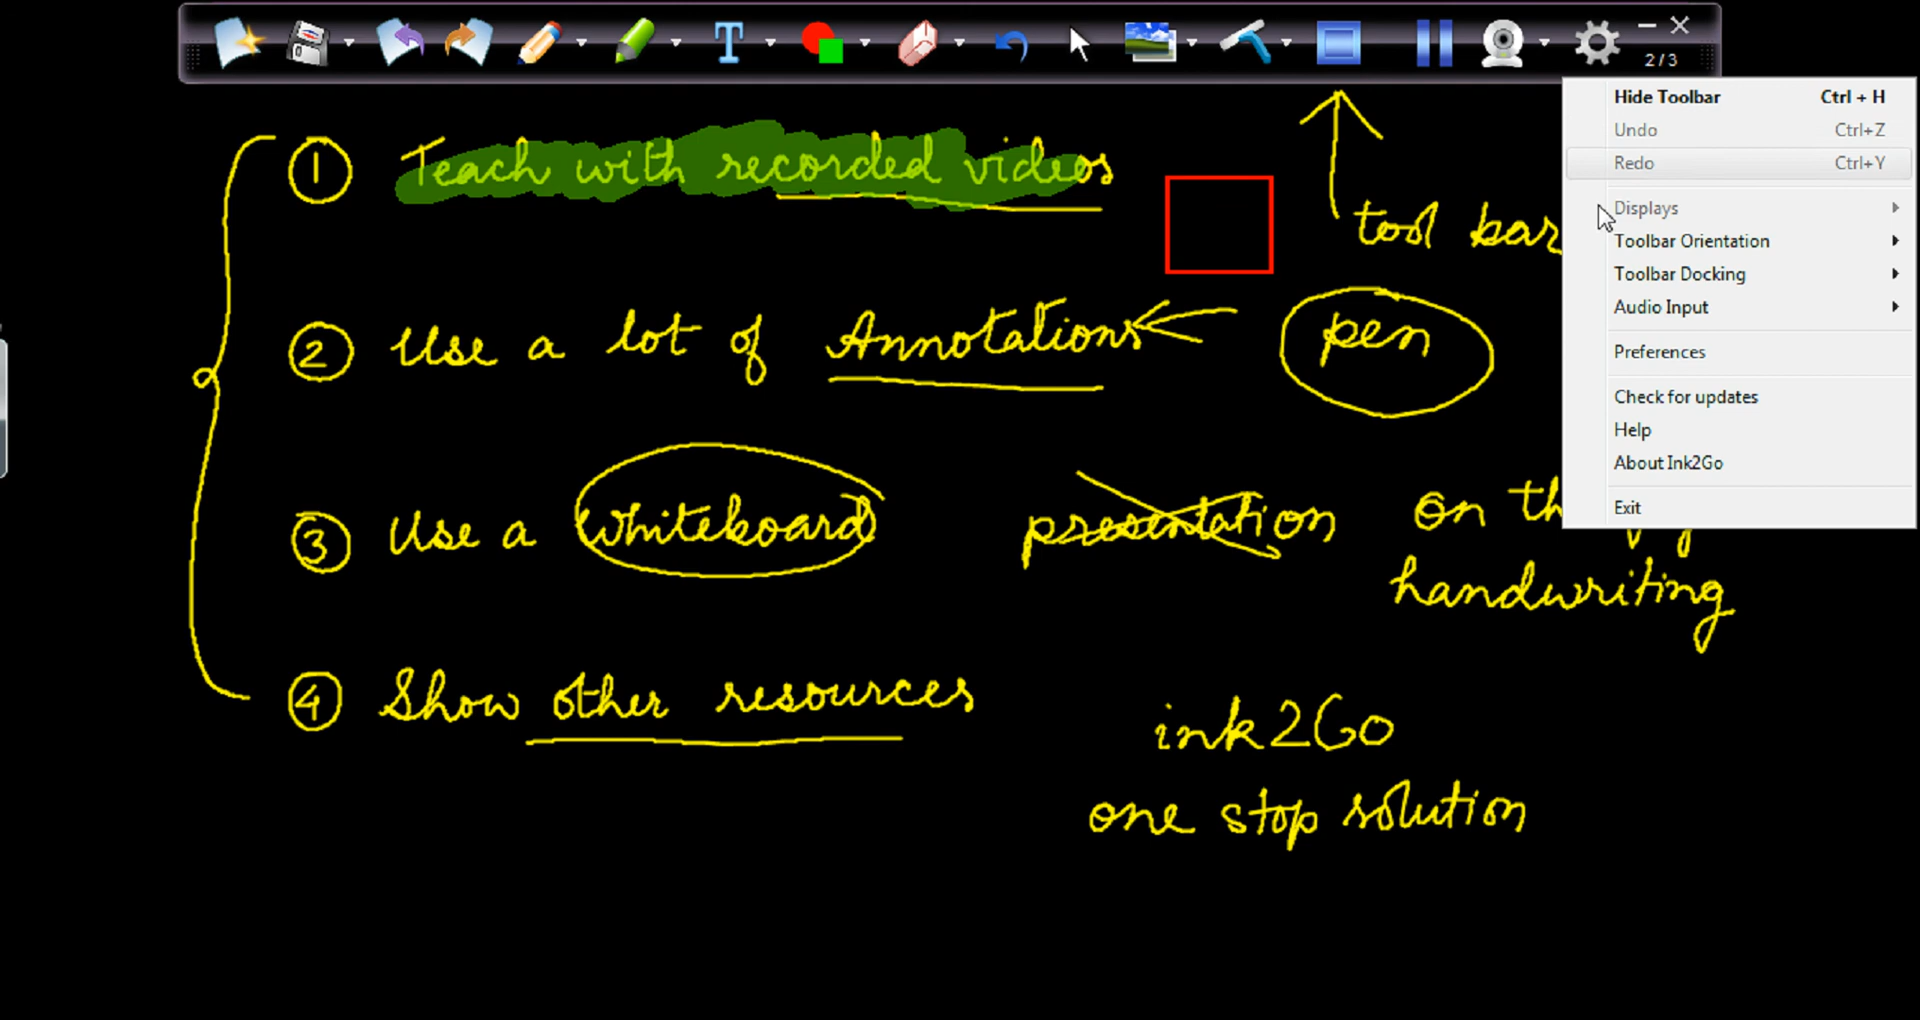 2/3
Hide Toolbar Ctrl + H
Undo Ctrl+Z
Redo Ctrl+Y
Displays
Toolbar Orientation
Toolbar Docking
Audio Input
Preferences
Check for updates
Help
About Ink2Go
Exit
① Teach with recorded videos
tool bar
② Use a lot of Annotations pen
③ Use a whiteboard presentation on
handwriting
④ Show other resources
ink2Go
one stop solution